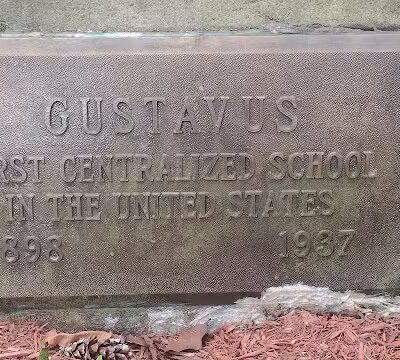 GUSTAVUS
RST CENTRALIZED SCHOOL
IN THE UNITED STATES
898 1937